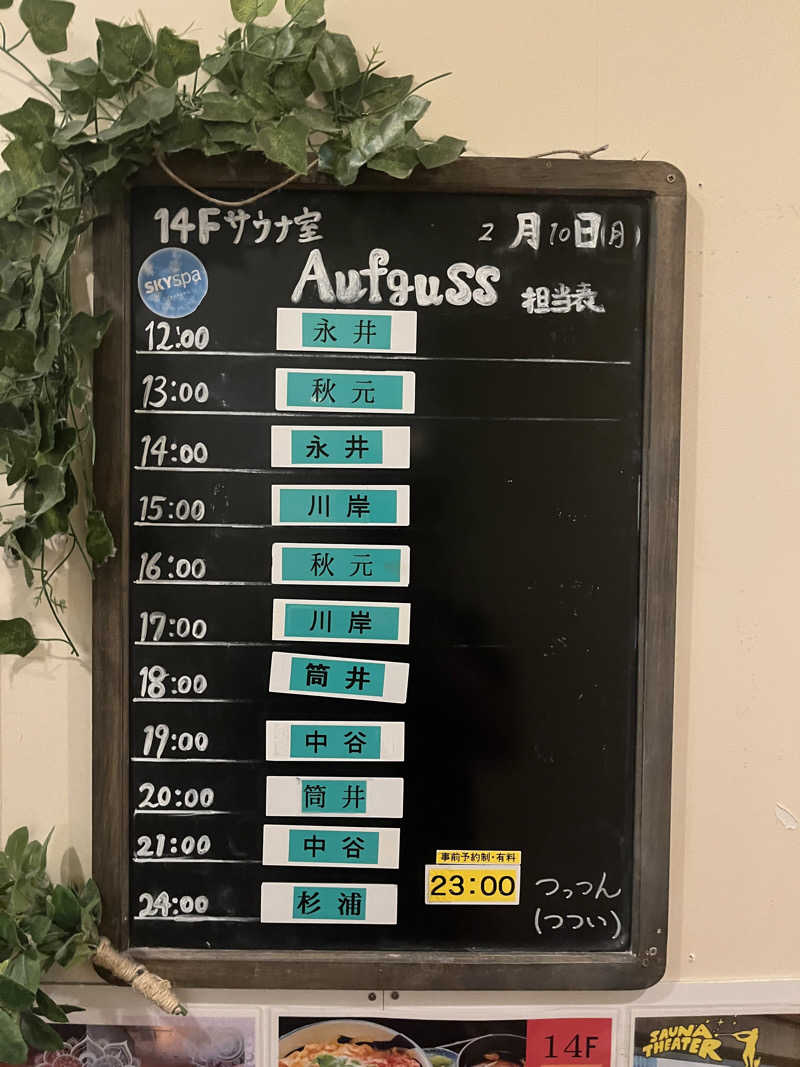 14Fサウナ室 2月10日(月)
SKYspa
Aufguss 担当表
12:00 永井
13:00 秋元
14:00 永井
15:00 川岸
16:00 秋元
17:00 川岸
18:00 筒井
19:00 中谷
20:00 筒井
21:00 中谷
事前予約制・有料
24:00 杉浦 23:00 つっつん
(つつい)
14F
SAUNA
THEATER